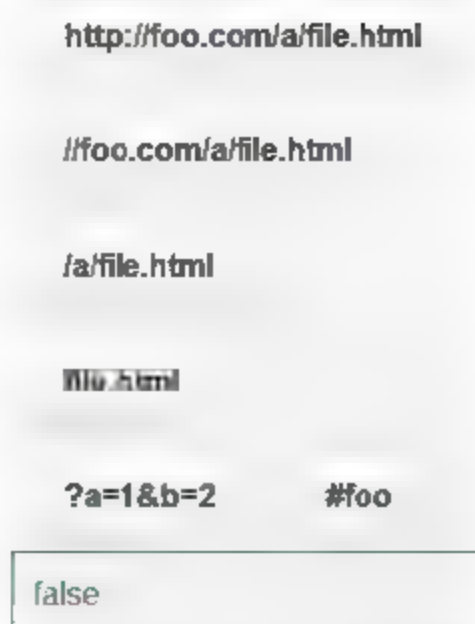 http://foo.com/a/file.html
//foo.com/a/file.html
/a/file.html
file.html
?a=1&b=2 #foo
false